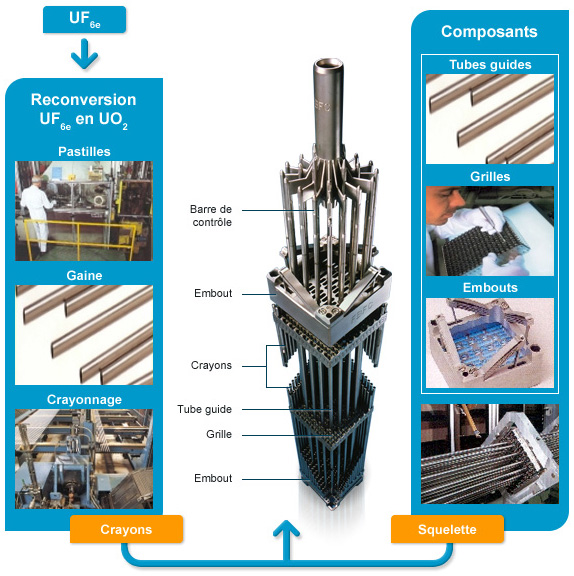 UF6e
Reconversion
UF6e en UO2
Pastilles
Gaine
Crayonnage
Crayons
Barre de
contrôle
Embout
Crayons
Tube guide
Grille
Embout
Composants
Tubes guides
Grilles
Embouts
Squelette